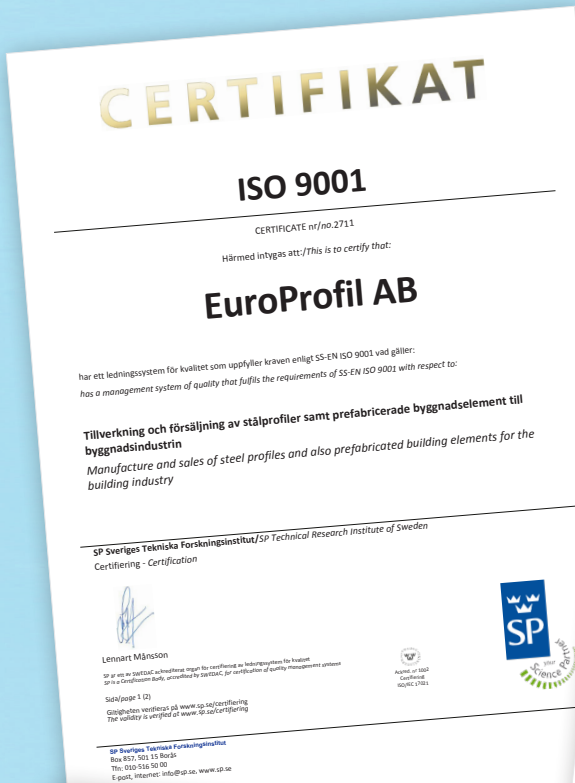 CERTIFIKAT
ISO 9001
CERTIFICATE nr/no.2711
Härmed intygas att:/This is to certify that:
EuroProfil AB
har ett ledningssystem för kvalitet som uppfyller kraven enligt SS-EN ISO 9001 vad gäller:
has a management system of quality that fulfils the requirements of SS-EN ISO 9001 with respect to:
Tillverkning och försäljning av stålprofiler samt prefabricerade byggnadselement till
byggnadsindustrin
Manufacture and sales of steel profiles and also prefabricated building elements for the
building industry
SP Sveriges Tekniska Forskningsinstitut/SP Technical Research Institute of Sweden
Certifiering - Certification
Lennart Månsson
SP är ett av SWEDAC ackrediterat organ för certifiering av ledningssystem för kvalitet
SP is a Certification Body, accredited by SWEDAC, for certification of quality management systems
Sida/page 1 (2)
Giltigheten verifieras på www.sp.se/certifiering
The validity is verified at www.sp.se/certifiering
Ackred. nr 1002
Certifiering
ISO/IEC 17021
SP
Your
Science Partner
SP Sveriges Tekniska Forskningsinstitut
Box 857, 501 15 Borås
Tfn: 010-516 50 00
E-post, internet: info@sp.se, www.sp.se